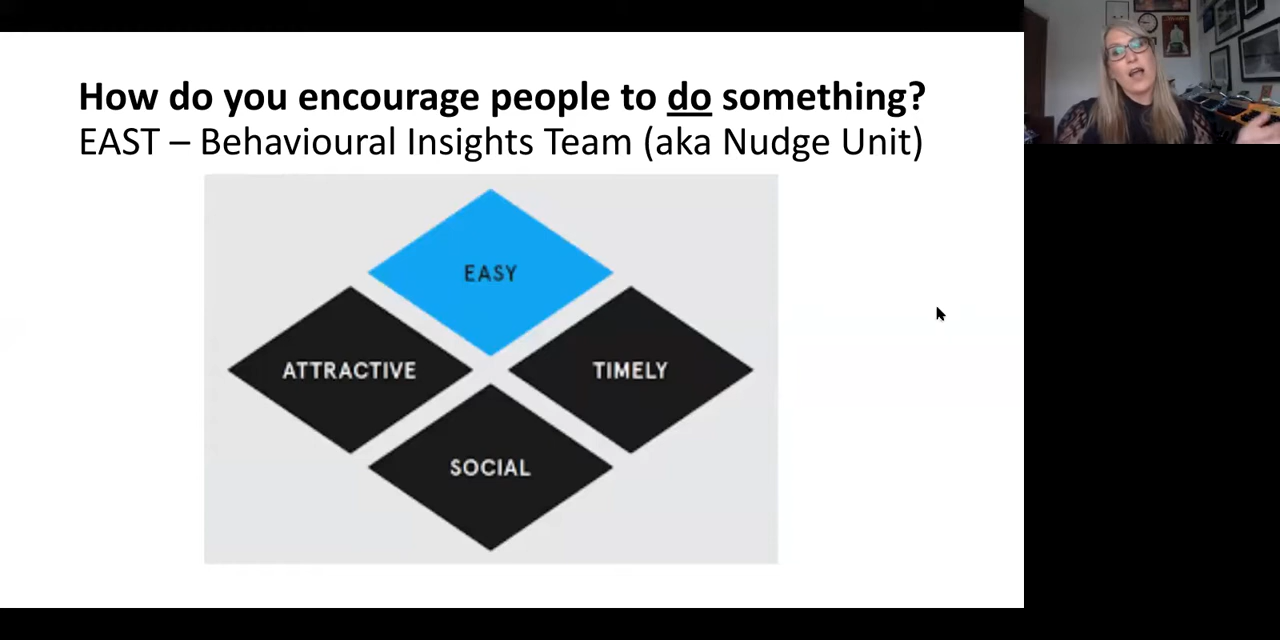 How do you encourage people to do something?
EAST – Behavioural Insights Team (aka Nudge Unit)
EASY
ATTRACTIVE
TIMELY
SOCIAL